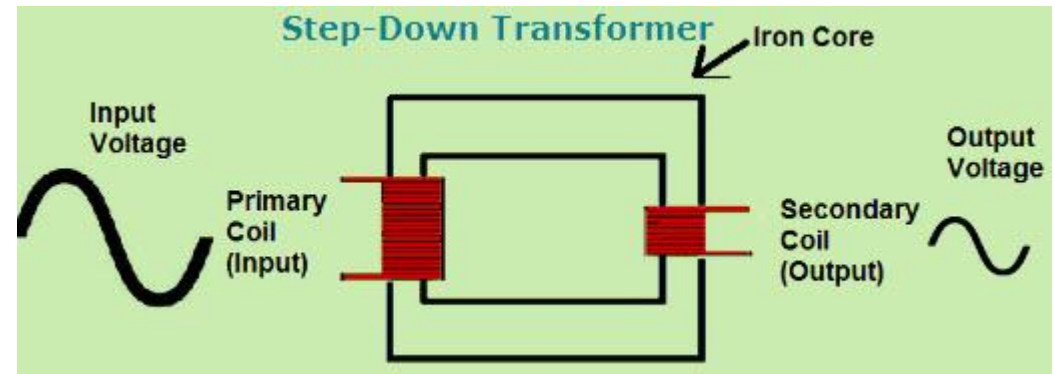 Step-Down Transformer
Iron Core
Input
Voltage
Primary
Coil
(Input)
Secondary
Coil
(Output)
Output
Voltage